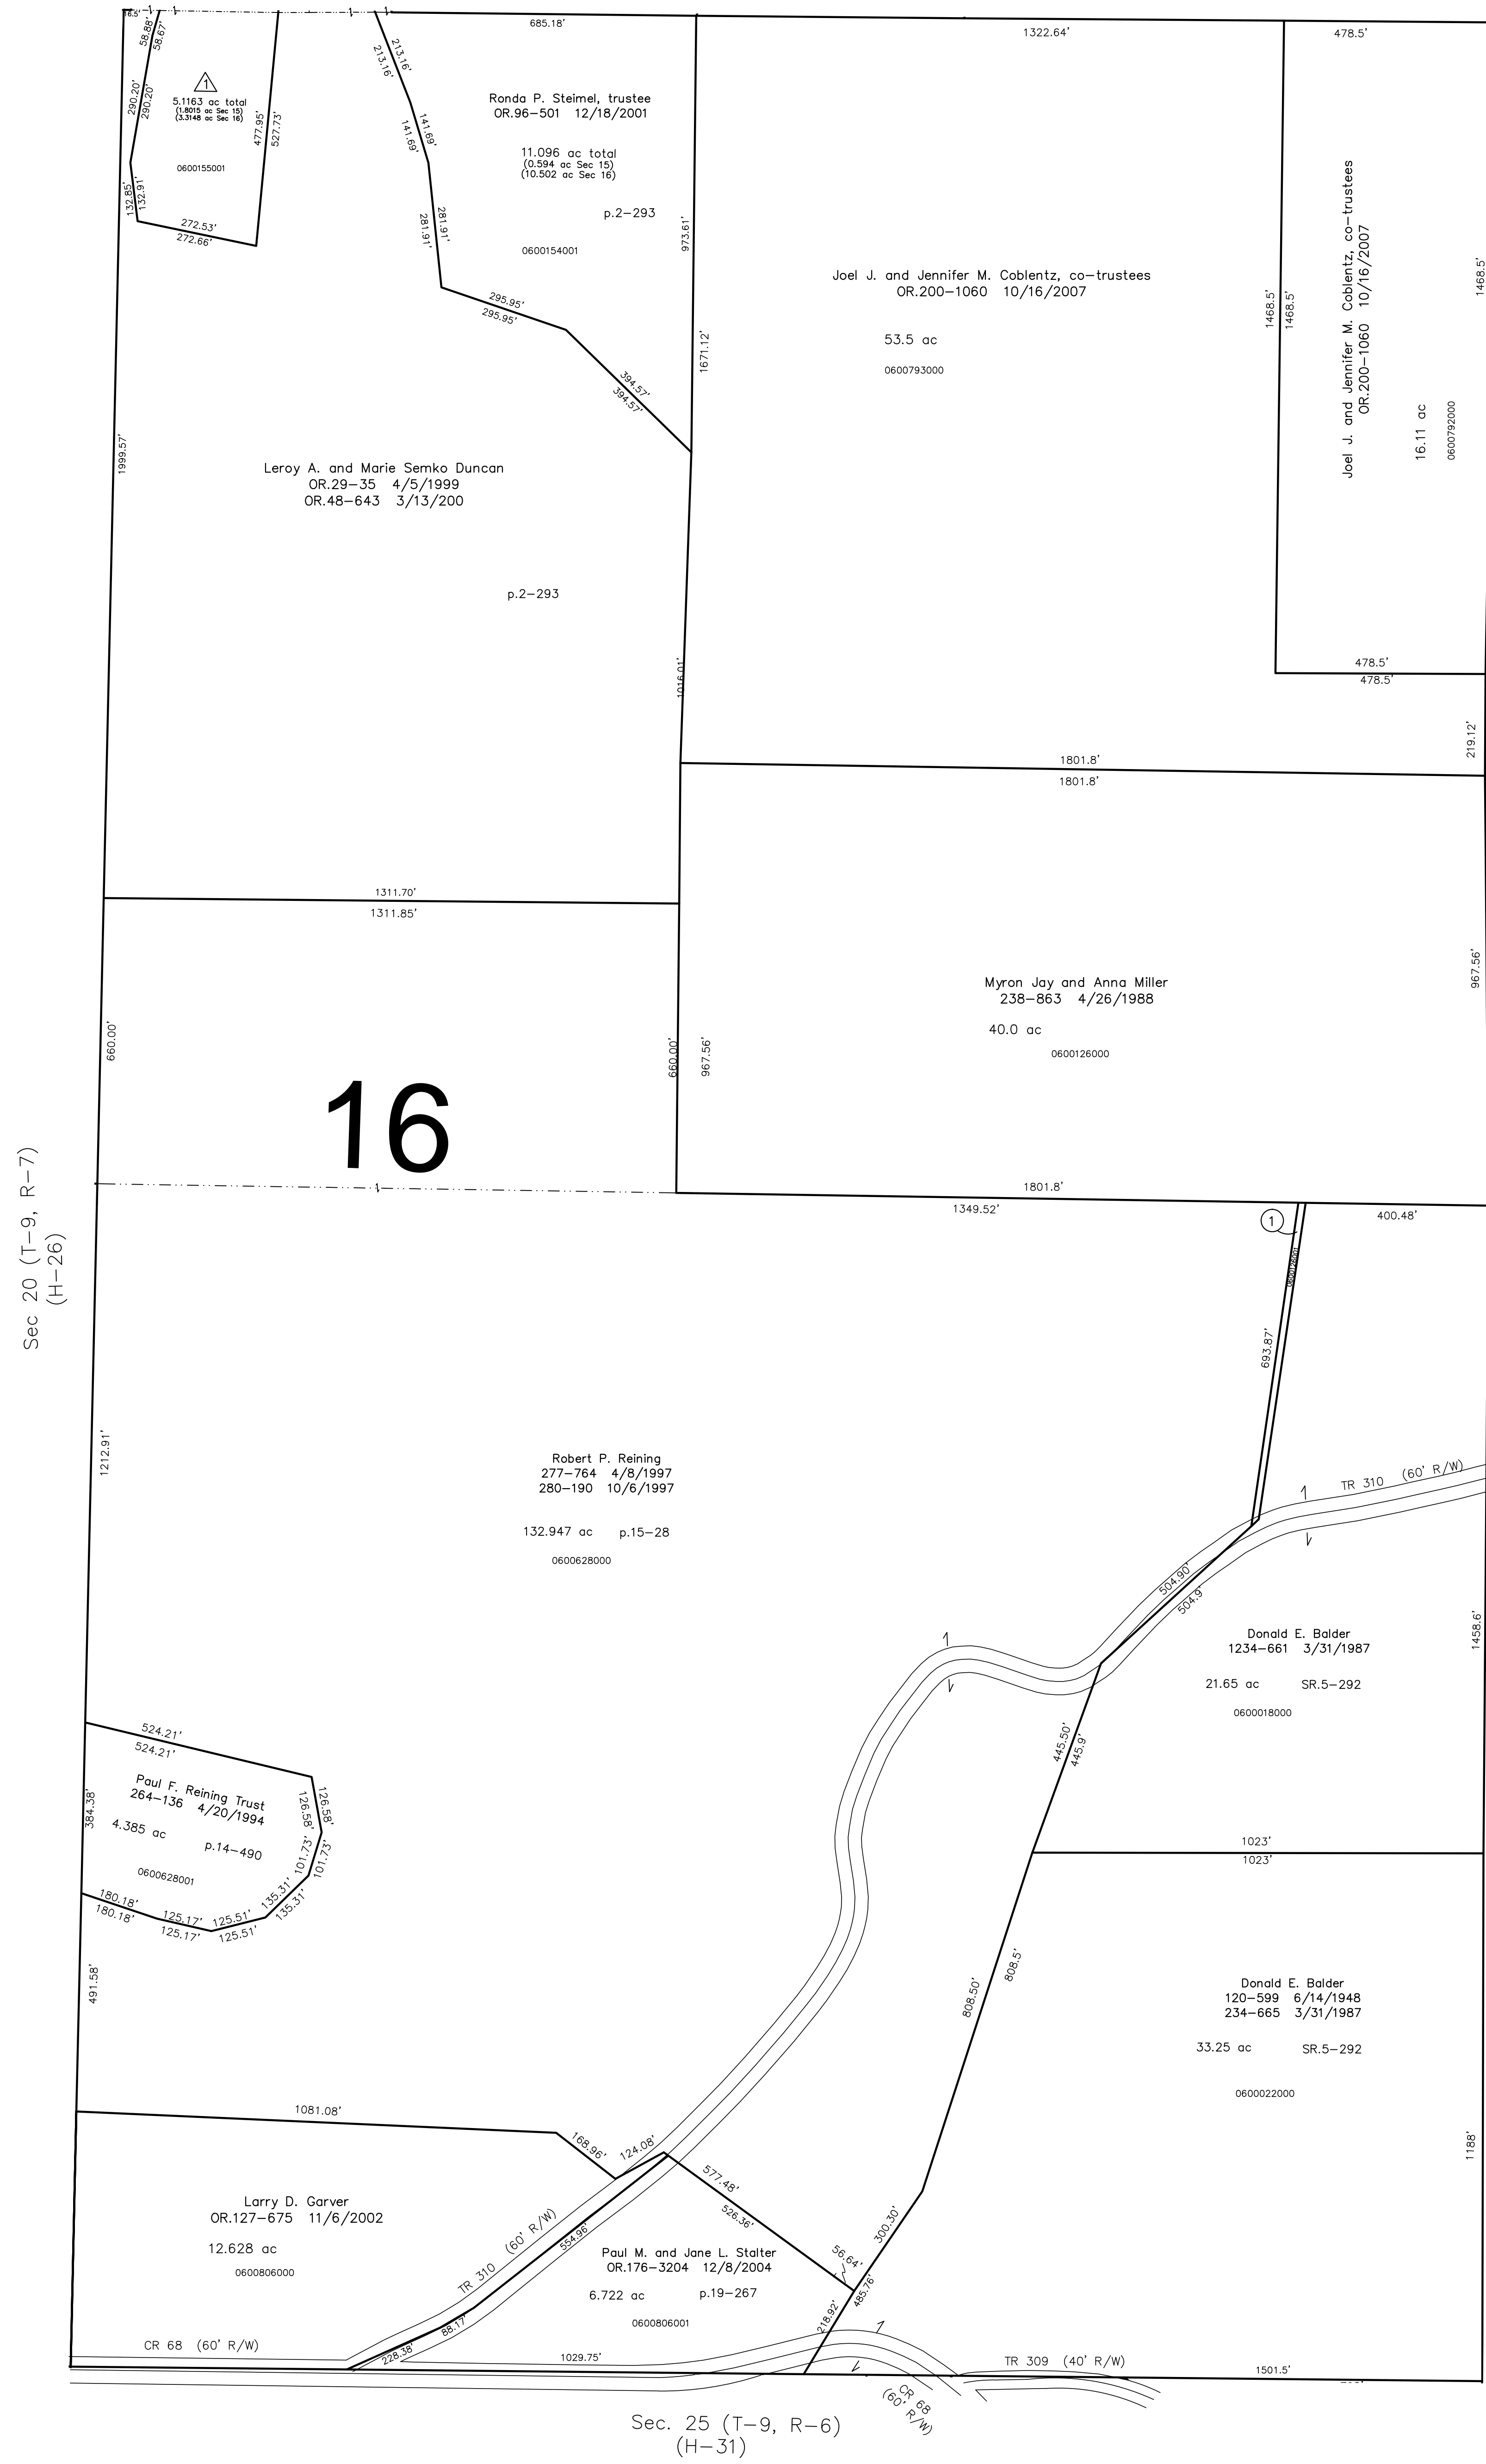 16.5'
685.18'
1322.64'
478.5'
58.88'
58.67'
290.20'
290.20'
132.85'
132.91'
1
5.1163 ac total
(1.8015 ac Sec 15)
(3.3148 ac Sec 16)
0600155001
477.95'
527.73'
272.53'
272.66'
213.16'
213.16'
141.69'
141.69'
281.91'
281.91'
295.95'
295.95'
394.57'
394.57'
Ronda P. Steimel, trustee
OR.96-501 12/18/2001
11.096 ac total
(0.594 ac Sec 15)
(10.502 ac Sec 16)
p.2-293
0600154001
973.61'
1671.12'
Joel J. and Jennifer M. Coblentz, co-trustees
OR.200-1060 10/16/2007
53.5 ac
0600793000
1468.5'
1468.5'
Joel J. and Jennifer M. Coblentz, co-trustees
OR.200-1060 10/16/2007
16.11 ac
0600792000
1468.5'
478.5'
478.5'
219.12'
1999.57'
Leroy A. and Marie Semko Duncan
OR.29-35 4/5/1999
OR.48-643 3/13/200
p.2-293
1016.01'
1801.8'
1801.8'
1311.70'
1311.85'
660.00'
660.00'
967.56'
Myron Jay and Anna Miller
238-863 4/26/1988
40.0 ac
0600126000
967.56'
16
Sec 20 (T-9, R-7)
(H-26)
1801.8'
1349.52'
1
400.48'
0600126001
693.87'
1212.91'
Robert P. Reining
277-764 4/8/1997
280-190 10/6/1997
132.947 ac p.15-28
0600628000
TR 310 (60' R/W)
504.90'
504.9'
Donald E. Balder
1234-661 3/31/1987
21.65 ac SR.5-292
0600018000
1458.6'
445.50'
445.9'
1023'
1023'
524.21'
524.21'
Paul F. Reining Trust
264-136 4/20/1994
4.385 ac p.14-490
0600628001
384.38'
126.58'
126.58'
101.73'
101.73'
135.31'
135.31'
125.51'
125.51'
125.17'
125.17'
180.18'
180.18'
491.58'
808.50'
808.5'
Donald E. Balder
120-599 6/14/1948
234-665 3/31/1987
33.25 ac SR.5-292
0600022000
1188'
1081.08'
168.96'
124.08'
577.48'
526.36'
300.30'
56.64'
485.76'
218.92'
Larry D. Garver
OR.127-675 11/6/2002
12.628 ac
0600806000
TR 310 (60' R/W)
554.96'
88.17'
228.38'
Paul M. and Jane L. Stalter
OR.176-3204 12/8/2004
6.722 ac p.19-267
0600806001
CR 68 (60' R/W)
1029.75'
TR 309 (40' R/W)
1501.5'
CR 68
(60' R/W)
Sec. 25 (T-9, R-6)
(H-31)